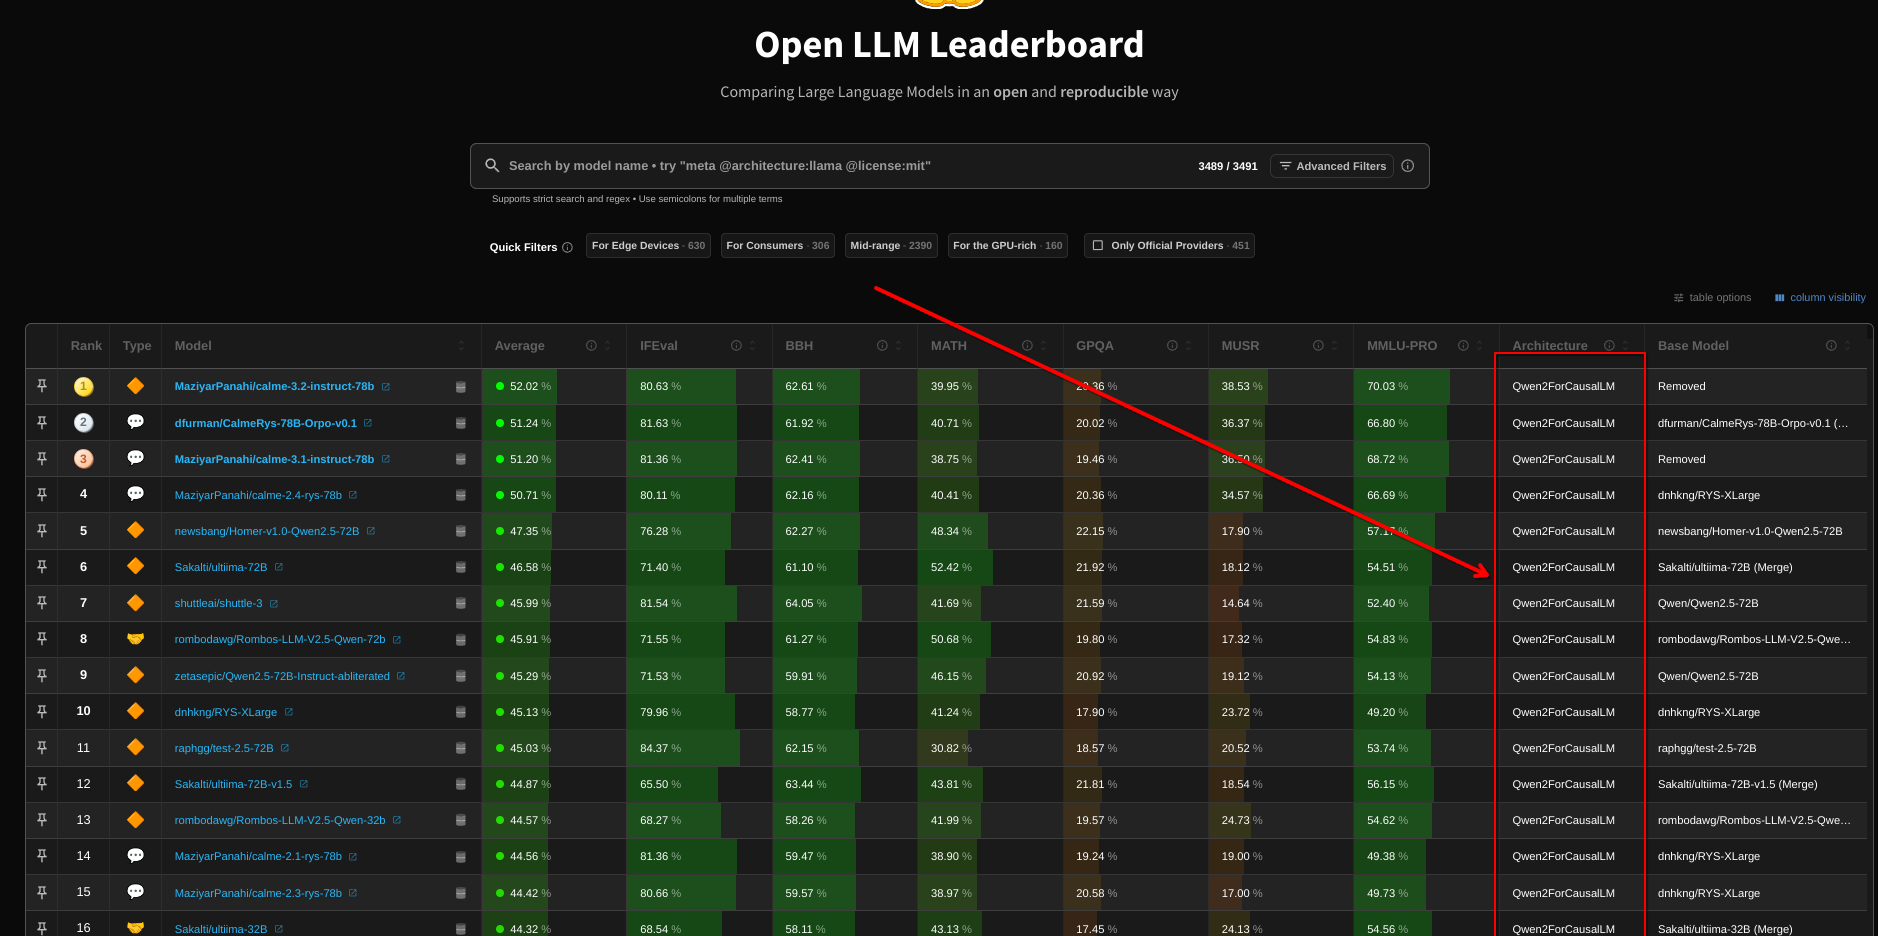 Open LLM Leaderboard
Comparing Large Language Models in an open and reproducible way
Search by model name • try "meta @architecture:llama @license:mit" 3489 / 3491 Advanced Filters
Supports strict search and regex • Use semicolons for multiple terms
Quick Filters For Edge Devices · 630 For Consumers · 306 Mid-range · 2390 For the GPU-rich · 160 Only Official Providers · 451
table options column visibility
Rank Type Model Average IFEval BBH MATH GPQA MUSR MMLU-PRO Architecture Base Model
1 MaziyarPanahi/calme-3.2-instruct-78b 52.02 % 80.63 % 62.61 % 39.95 % 20.36 % 38.53 % 70.03 % Qwen2ForCausalLM Removed
2 dfurman/CalmeRys-78B-Orpo-v0.1 51.24 % 81.63 % 61.92 % 40.71 % 20.02 % 36.37 % 66.80 % Qwen2ForCausalLM dfurman/CalmeRys-78B-Orpo-v0.1 (...
3 MaziyarPanahi/calme-3.1-instruct-78b 51.20 % 81.36 % 62.41 % 38.75 % 19.46 % 36.50 % 68.72 % Qwen2ForCausalLM Removed
4 MaziyarPanahi/calme-2.4-rys-78b 50.71 % 80.11 % 62.16 % 40.41 % 20.36 % 34.57 % 66.69 % Qwen2ForCausalLM dnhkng/RYS-XLarge
5 newsbang/Homer-v1.0-Qwen2.5-72B 47.35 % 76.28 % 62.27 % 48.34 % 22.15 % 17.90 % 57.17 % Qwen2ForCausalLM newsbang/Homer-v1.0-Qwen2.5-72B
6 Sakalti/ultiima-72B 46.58 % 71.40 % 61.10 % 52.42 % 21.92 % 18.12 % 54.51 % Qwen2ForCausalLM Sakalti/ultiima-72B (Merge)
7 shuttleai/shuttle-3 45.99 % 81.54 % 64.05 % 41.69 % 21.59 % 14.64 % 52.40 % Qwen2ForCausalLM Qwen/Qwen2.5-72B
8 rombodawg/Rombos-LLM-V2.5-Qwen-72b 45.91 % 71.55 % 61.27 % 50.68 % 19.80 % 17.32 % 54.83 % Qwen2ForCausalLM rombodawg/Rombos-LLM-V2.5-Qwe...
9 zetasepic/Qwen2.5-72B-Instruct-abliterated 45.29 % 71.53 % 59.91 % 46.15 % 20.92 % 19.12 % 54.13 % Qwen2ForCausalLM Qwen/Qwen2.5-72B
10 dnhkng/RYS-XLarge 45.13 % 79.96 % 58.77 % 41.24 % 17.90 % 23.72 % 49.20 % Qwen2ForCausalLM dnhkng/RYS-XLarge
11 raphgg/test-2.5-72B 45.03 % 84.37 % 62.15 % 30.82 % 18.57 % 20.52 % 53.74 % Qwen2ForCausalLM raphgg/test-2.5-72B
12 Sakalti/ultiima-72B-v1.5 44.87 % 65.50 % 63.44 % 43.81 % 21.81 % 18.54 % 56.15 % Qwen2ForCausalLM Sakalti/ultiima-72B-v1.5 (Merge)
13 rombodawg/Rombos-LLM-V2.5-Qwen-32b 44.57 % 68.27 % 58.26 % 41.99 % 19.57 % 24.73 % 54.62 % Qwen2ForCausalLM rombodawg/Rombos-LLM-V2.5-Qwe...
14 MaziyarPanahi/calme-2.1-rys-78b 44.56 % 81.36 % 59.47 % 38.90 % 19.24 % 19.00 % 49.38 % Qwen2ForCausalLM dnhkng/RYS-XLarge
15 MaziyarPanahi/calme-2.3-rys-78b 44.42 % 80.66 % 59.57 % 38.97 % 20.58 % 17.00 % 49.73 % Qwen2ForCausalLM dnhkng/RYS-XLarge
16 Sakalti/ultiima-32B 44.32 % 68.54 % 58.11 % 43.13 % 17.45 % 24.13 % 54.56 % Qwen2ForCausalLM Sakalti/ultiima-32B (Merge)